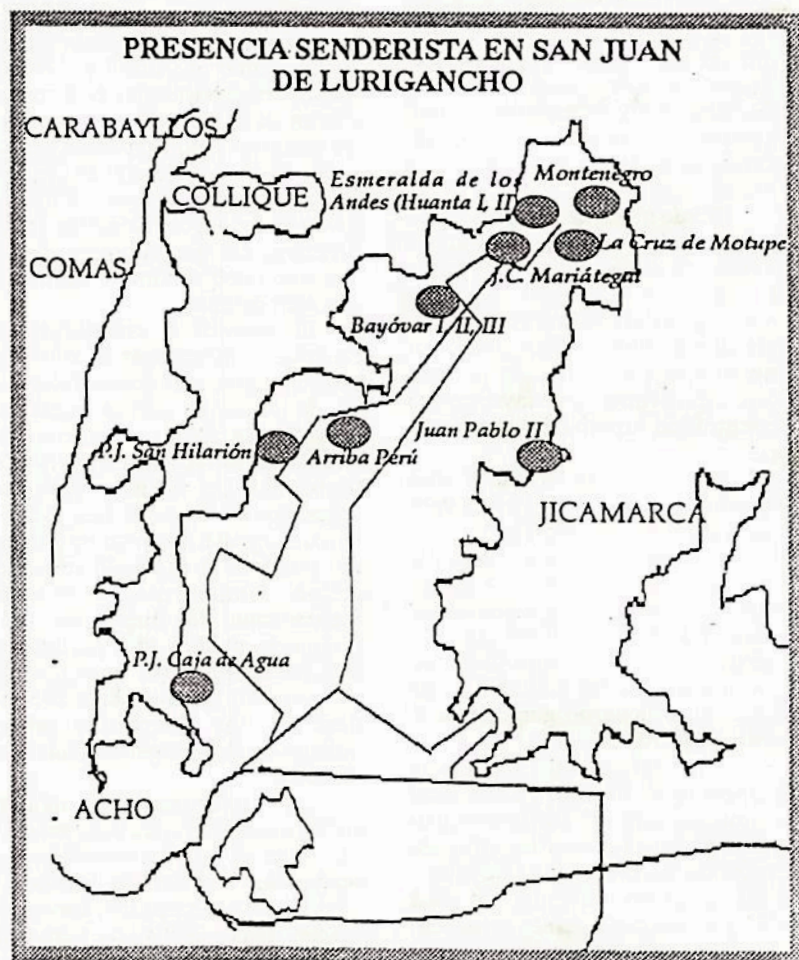 PRESENCIA SENDERISTA EN SAN JUAN
DE LURIGANCHO
CARABAYLLOS
COLLIQUE
Esmeralda de los
Andes (Huanta I, II
Montenegro
COMAS
La Cruz de Motupe
J.C. Mariátegui
Bayóvar I, II, III
P.J. San Hilarión
Arriba Perú
Juan Pablo II
JICAMARCA
P.J. Caja de Agua
ACHO